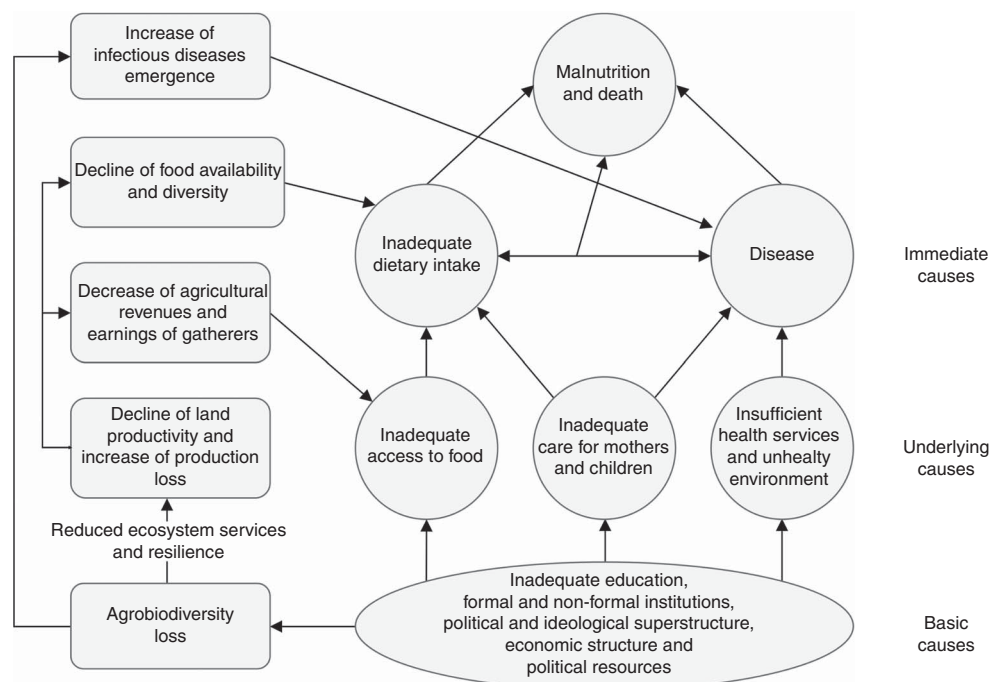 Increase of
infectious diseases
emergence
Malnutrition
and death
Decline of food availability
and diversity
Inadequate
dietary intake
Disease
Immediate
causes
Decrease of agricultural
revenues and
earnings of gatherers
Decline of land
productivity and
increase of production
loss
Inadequate
access to food
Inadequate
care for mothers
and children
Insufficient
health services
and unhealty
environment
Underlying
causes
Reduced ecosystem services
and resilience
Agrobiodiversity
loss
Inadequate education,
formal and non-formal institutions,
political and ideological superstructure,
economic structure and
political resources
Basic
causes